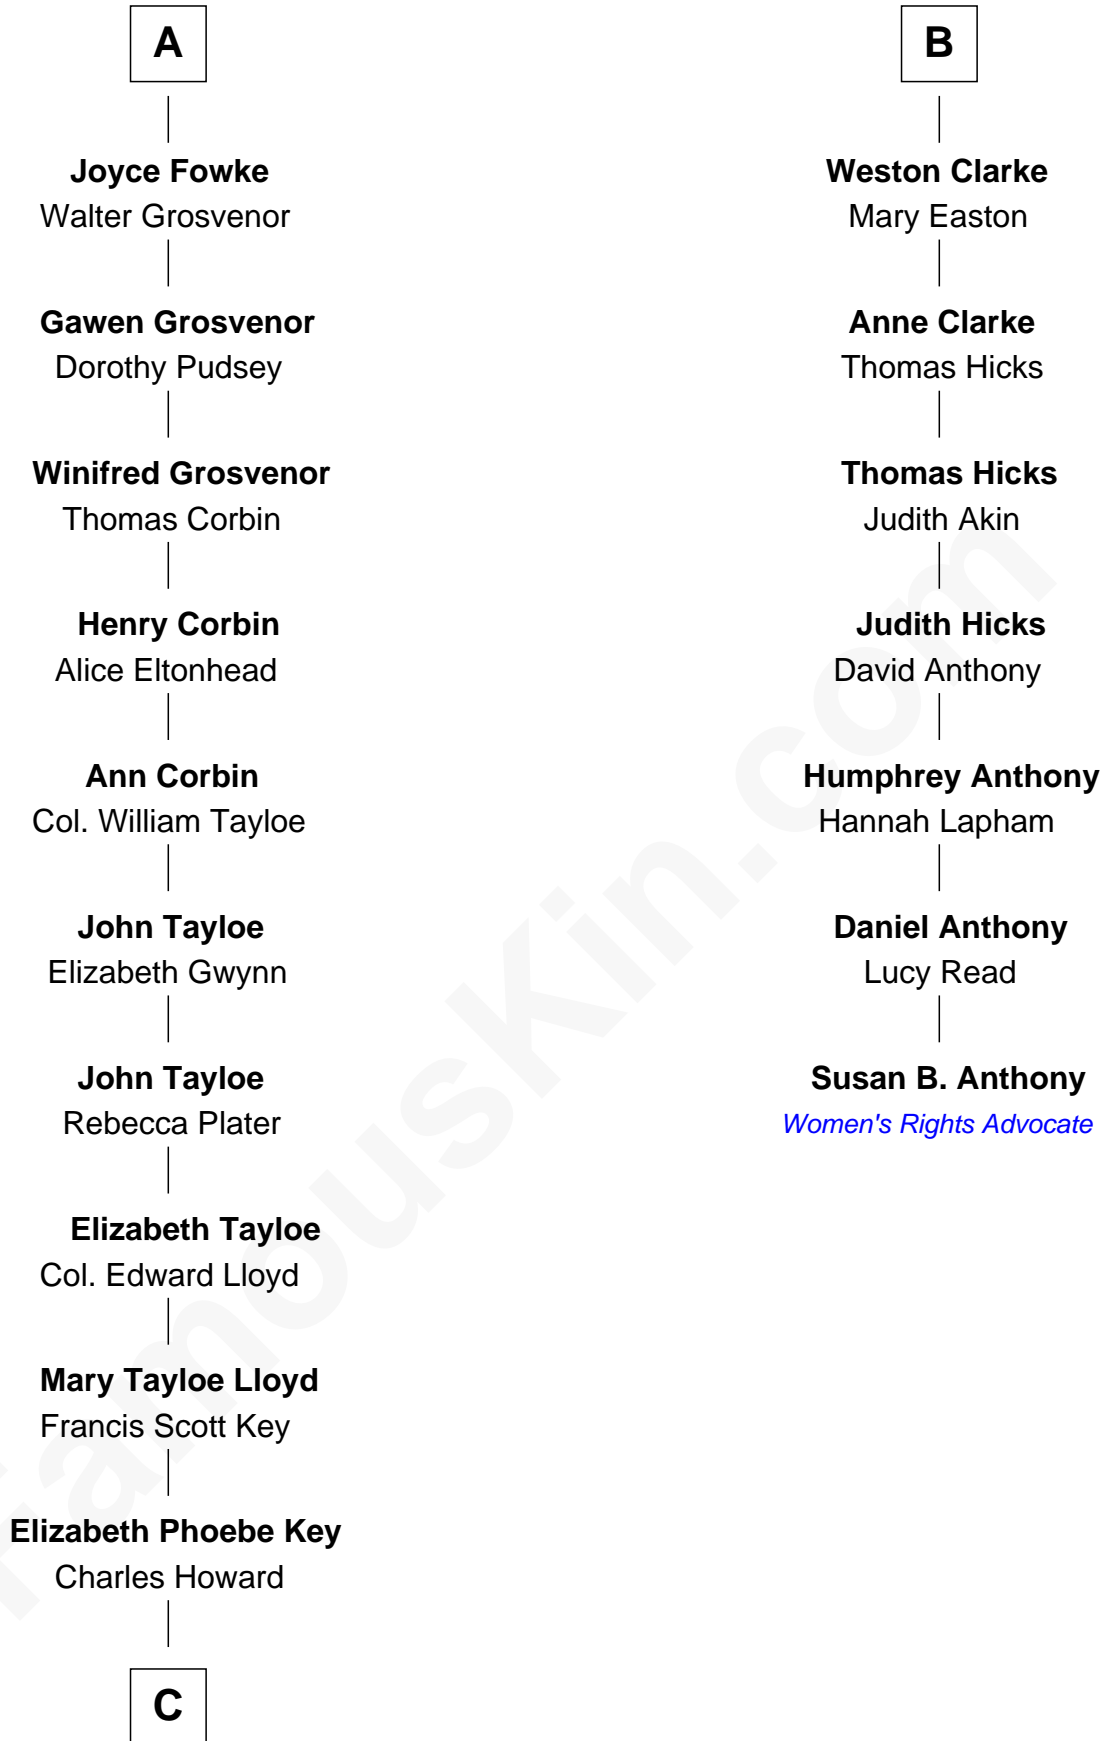 A
Joyce Fowke
Walter Grosvenor
Gawen Grosvenor
Dorothy Pudsey
Winifred Grosvenor
Thomas Corbin
Henry Corbin
Alice Eltonhead
Ann Corbin
Col. William Tayloe
John Tayloe
Elizabeth Gwynn
John Tayloe
Rebecca Plater
Elizabeth Tayloe
Col. Edward Lloyd
Mary Tayloe Lloyd
Francis Scott Key
Elizabeth Phoebe Key
Charles Howard
C
B
Weston Clarke
Mary Easton
Anne Clarke
Thomas Hicks
Thomas Hicks
Judith Akin
Judith Hicks
David Anthony
Humphrey Anthony
Hannah Lapham
Daniel Anthony
Lucy Read
Susan B. Anthony
Women's Rights Advocate
FamousKin.com